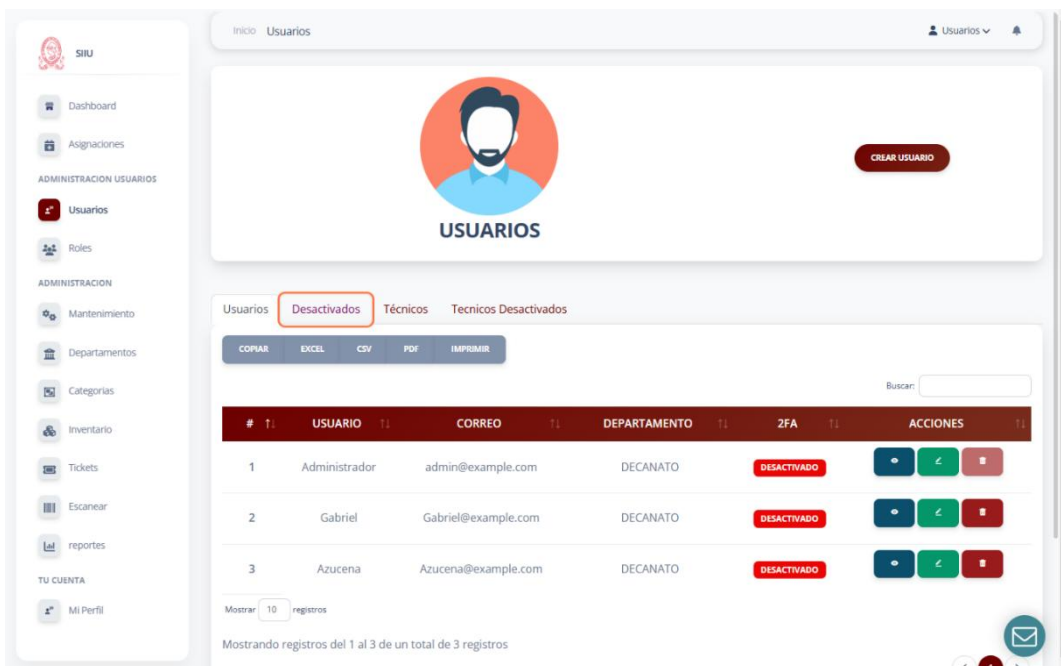 SIIU
Dashboard
Asignaciones
ADMINISTRACION USUARIOS
Usuarios
Roles
ADMINISTRACION
Mantenimiento
Departamentos
Categorias
Inventario
Tickets
Escanear
reportes
TU CUENTA
Mi Perfil
Inicio Usuarios
Usuarios
CREAR USUARIO
USUARIOS
Usuarios Desactivados Técnicos Tecnicos Desactivados
COPIAR EXCEL CSV PDF IMPRIMIR
Buscar:
# USUARIO CORREO DEPARTAMENTO 2FA ACCIONES
1 Administrador admin@example.com DECANATO DESACTIVADO
2 Gabriel Gabriel@example.com DECANATO DESACTIVADO
3 Azucena Azucena@example.com DECANATO DESACTIVADO
Mostrar 10 registros
Mostrando registros del 1 al 3 de un total de 3 registros